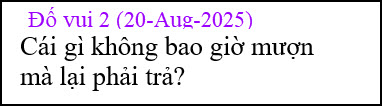 Đố vui 2 (20-Aug-2025)
Cái gì không bao giờ mượn
mà lại phải trả?